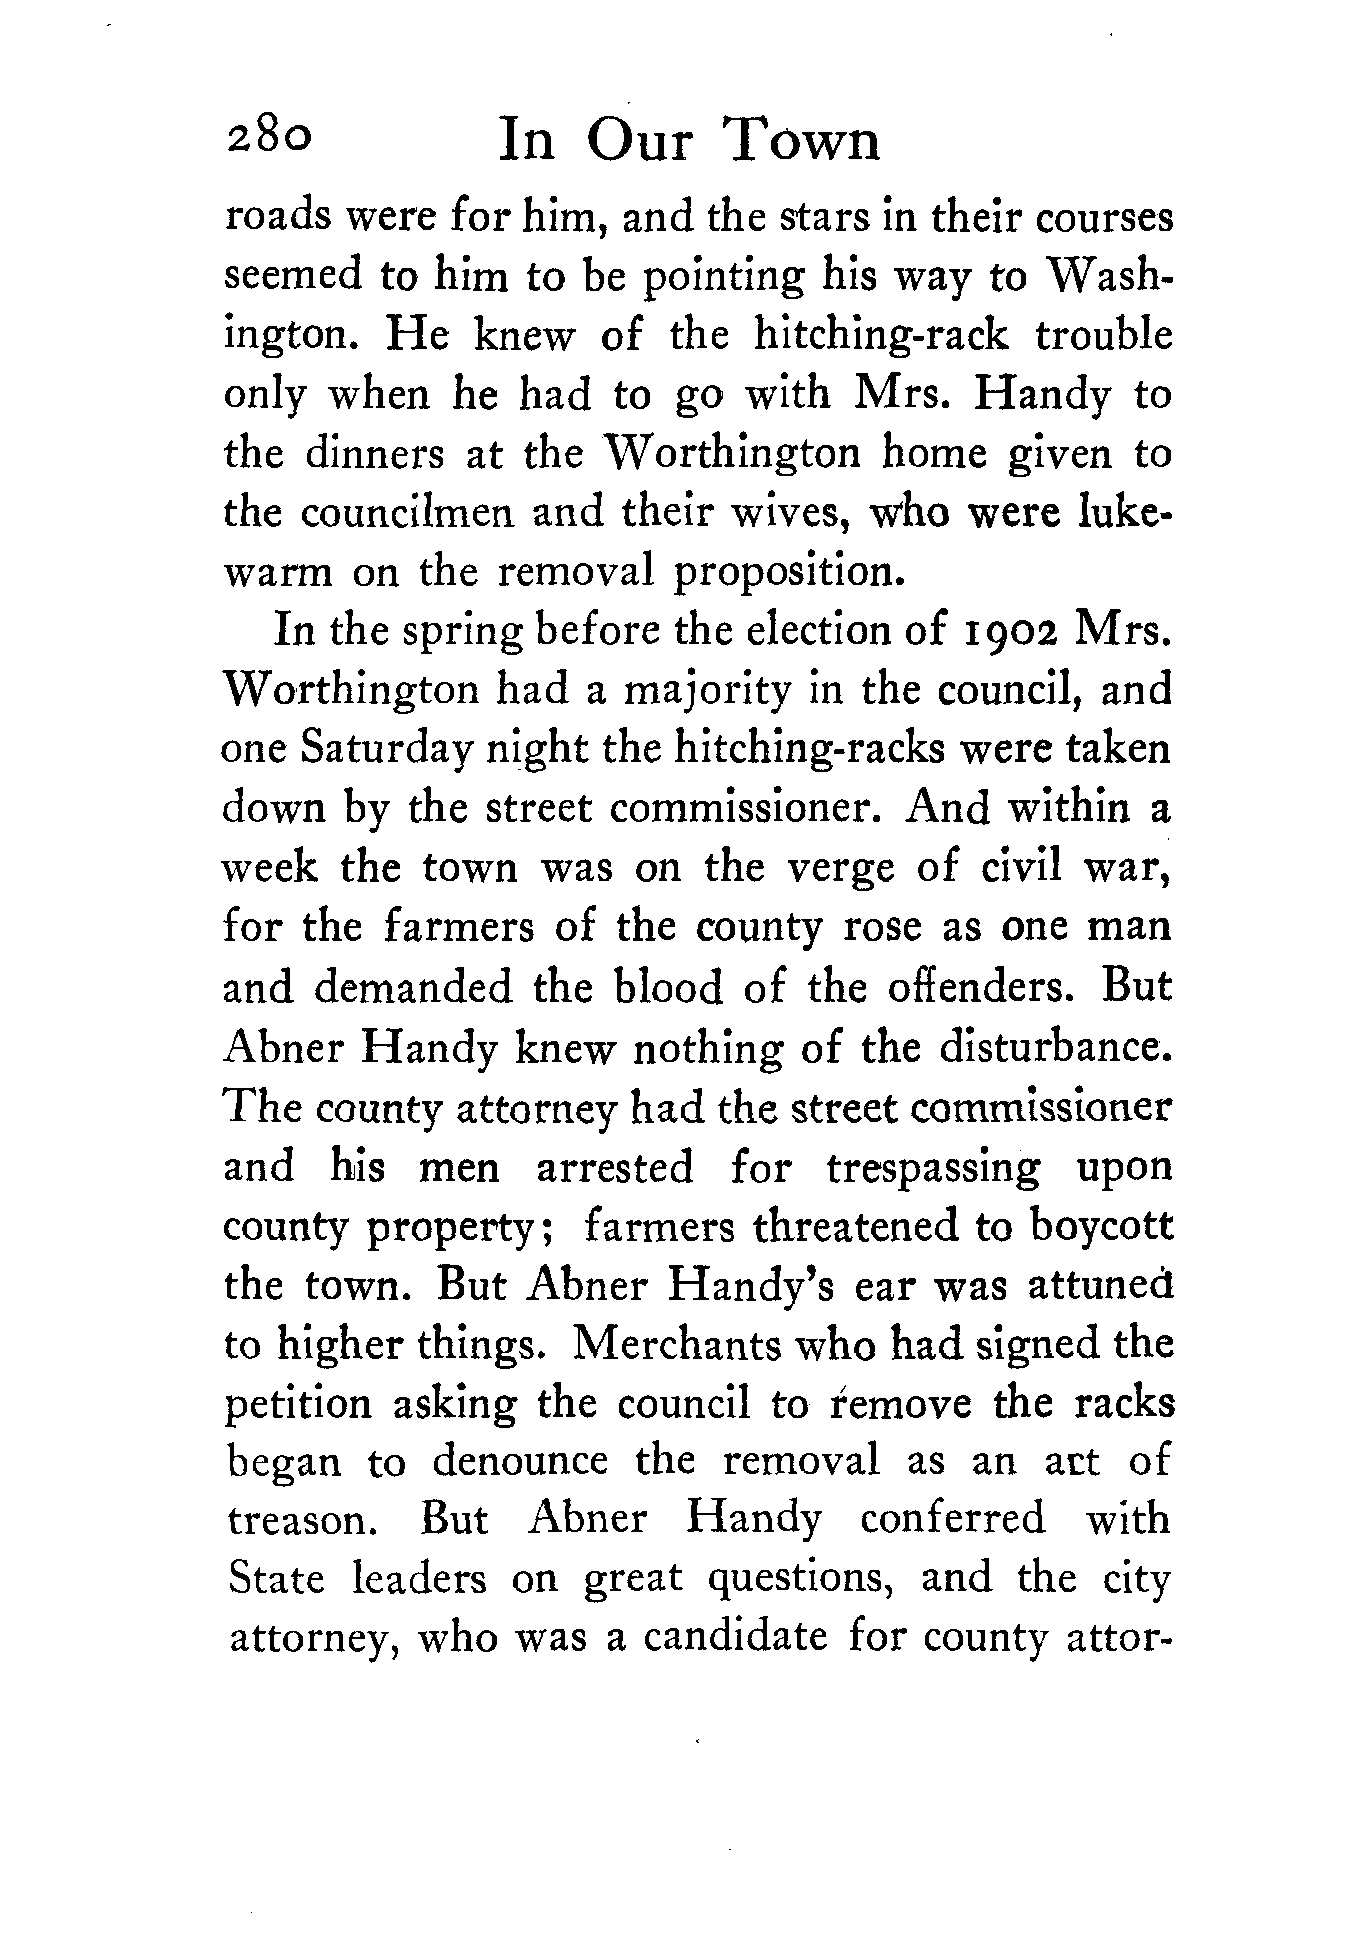 280 In Our Town
roads were for him, and the stars in their courses
seemed to him to be pointing his way to Wash-
ington. He knew of the hitching-rack trouble
only when he had to go with Mrs. Handy to
the dinners at the Worthington home given to
the councilmen and their wives, who were luke-
warm on the removal proposition.
In the spring before the election of 1902 Mrs.
Worthington had a majority in the council, and
one Saturday night the hitching-racks were taken
down by the street commissioner. And within a
week the town was on the verge of civil war,
for the farmers of the county rose as one man
and demanded the blood of the offenders. But
Abner Handy knew nothing of the disturbance.
The county attorney had the street commissioner
and his men arrested for trespassing upon
county property; farmers threatened to boycott
the town. But Abner Handy's ear was attuned
to higher things. Merchants who had signed the
petition asking the council to remove the racks
began to denounce the removal as an act of
treason. But Abner Handy conferred with
State leaders on great questions, and the city
attorney, who was a candidate for county attor-